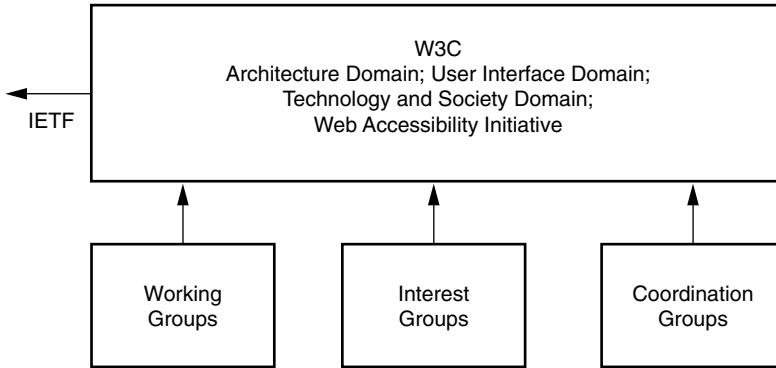 W3C
Architecture Domain; User Interface Domain;
Technology and Society Domain;
Web Accessibility Initiative
IETF
Working
Groups
Interest
Groups
Coordination
Groups